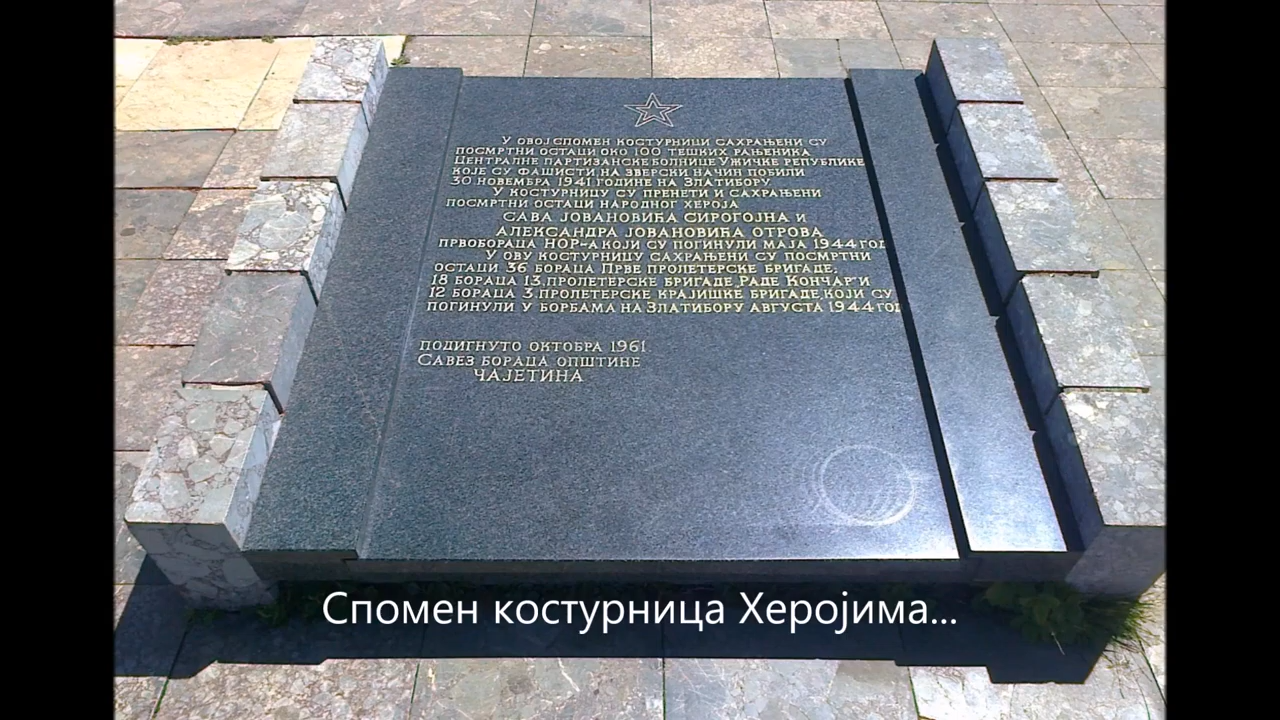 У ОВОЈ СПОМЕН КОСТУРНИЦИ САХРАЊЕНИ СУ
ПОСМРТНИ ОСТАЦИ ОКО 100 ТЕШКИХ РАЊЕНИКА
ЦЕНТРАЛНЕ ПАРТИЗАНСКЕ БОЛНИЦЕ УЖИЧКЕ РЕПУБЛИКЕ
КОЈЕ СУ ФАШИСТИ НА ЗВЕРСКИ НАЧИН ПОБИЛИ
30 НОВЕМБРА 1941 ГОДИНЕ НА ЗЛАТИБОРУ.
У КОСТУРНИЦУ СУ ПРЕНЕТИ И САХРАЊЕНИ
ПОСМРТНИ ОСТАЦИ НАРОДНОГ ХЕРОЈА
САВА ЈОВАНОВИЋА СИРОГОЈНА И
АЛЕКСАНДРА ЈОВАНОВИЋА ОТРОВА
ПРВОБОРАЦА НОР-А КОЈИ СУ ПОГИНУЛИ МАЈА 1944 ГОД
У ОВУ КОСТУРНИЦУ САХРАЊЕНИ СУ ПОСМРТНИ
ОСТАЦИ 36 БОРАЦА ПРВЕ ПРОЛЕТЕРСКЕ БРИГАДЕ,
18 БОРАЦА 13. ПРОЛЕТЕРСКЕ БРИГАДЕ „РАДЕ КОНЧАР" И
12 БОРАЦА 3. ПРОЛЕТЕРСКЕ КРАЈИШКЕ БРИГАДЕ, КОЈИ СУ
ПОГИНУЛИ У БОРБАМА НА ЗЛАТИБОРУ АВГУСТА 1944 ГОД
ПОДИГНУТО ОКТОБРА 1961
САВЕЗ БОРАЦА ОПШТИНЕ
ЧАЈЕТИНА
Спомен костурница Херојима...